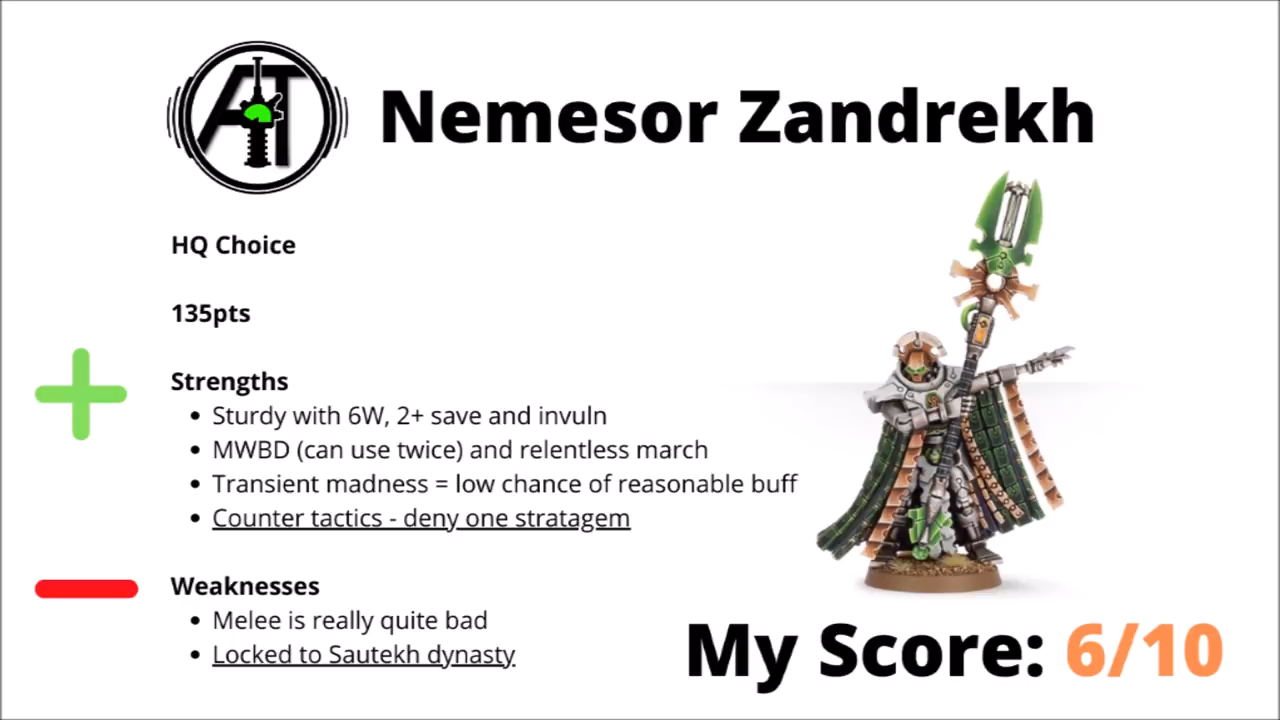 AT
Nemesor Zandrekh
HQ Choice
135pts
Strengths
Sturdy with 6W, 2+ save and invuln
MWBD (can use twice) and relentless march
Transient madness = low chance of reasonable buff
Counter tactics - deny one stratagem
Weaknesses
Melee is really quite bad
Locked to Sautekh dynasty
My Score: 6/10